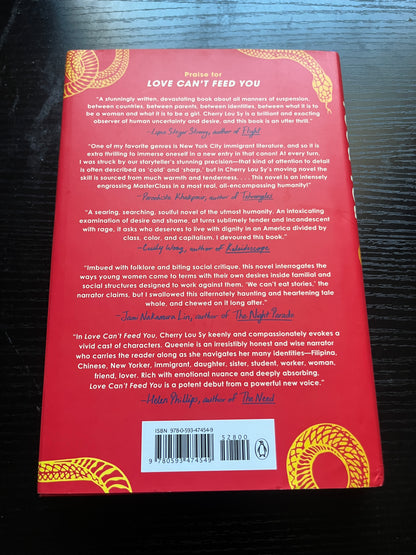 Praise for
LOVE CAN'T FEED YOU
"A stunningly written, devastating book about all manners of suspension,
between countries, between parents, between identities, between what it is to
be a woman and what it is to be a girl. Cherry Lou Sy is a brilliant and exacting
observer of human uncertainty and desire, and this book is an utter thrill."
—Lynn Steger Strong, author of Flight
"One of my favorite genres is New York City immigrant literature, and so it is
extra thrilling to immerse oneself in a new entry in that canon! At every turn,
I was struck by our storyteller's stunning precision—that kind of attention to detail
is often described as 'cold' and 'sharp,' but in Cherry Lou Sy's moving novel the
skill is sourced from much warmth and tenderness. . . . This novel is an intensely
engrossing MasterClass in a most real, all-encompassing humanity!"
—Porochista Khakpour, author of Tehrangeles
"A searing, searching, soulful novel of the utmost humanity. An intoxicating
examination of desire and shame, at turns sublimely tender and incandescent
with rage, it asks who deserves to live with dignity in an America divided by
class, color, and capitalism. I devoured this book."
—Cecily Wong, author of Kaleidoscope
"Imbued with folklore and biting social critique, this novel interrogates the
ways young women come to terms with their own desires inside familial and
social structures designed to work against them. 'We can't eat stories,' the
narrator claims, but I swallowed this alternately haunting and heartening tale
whole, and chewed on it long after."
—Jami Nakamura Lin, author of The Night Parade
"In Love Can't Feed You, Cherry Lou Sy keenly and compassionately evokes a
vivid cast of characters. Queenie is an irresistibly honest and wise narrator
who carries the reader along as she navigates her many identities—Filipina,
Chinese, New Yorker, immigrant, daughter, sister, student, worker, woman,
friend, lover. Rich with emotional nuance and deeply absorbing,
Love Can't Feed You is a potent debut from a powerful new voice."
—Helen Phillips, author of The Need
ISBN 978-0-593-47454-9
52800
9 780593 474549